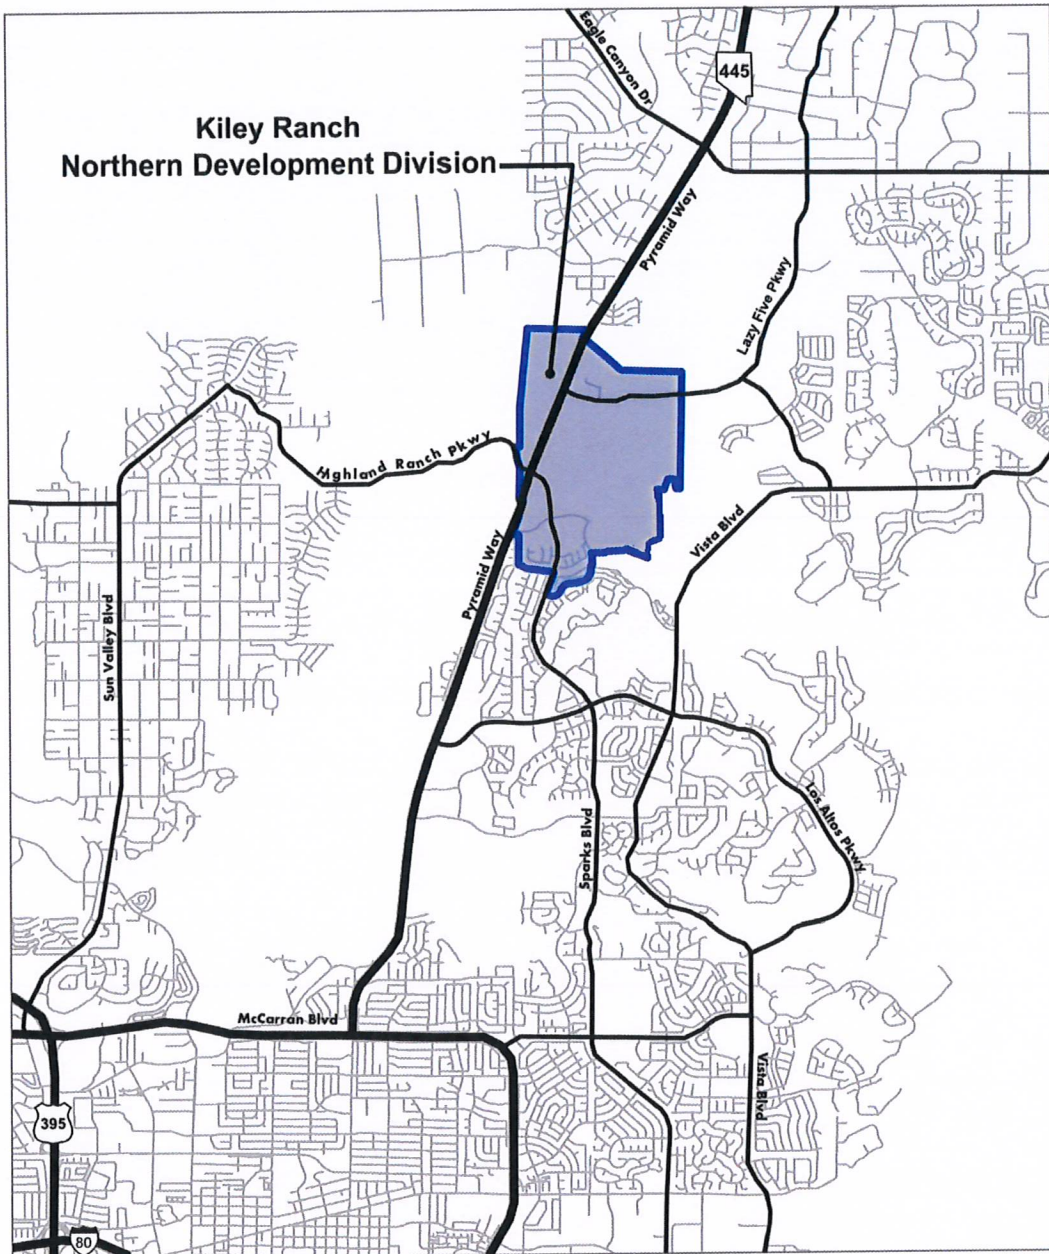 Eagle Canyon Dr
445
Kiley Ranch
Northern Development Division
Pyramid Way
Lazy Five Pkwy
Highland Ranch Pkwy
Vista Blvd
Pyramid Way
Sun Valley Blvd
Los Altos Pkwy
Sparks Blvd
McCarran Blvd
Vista Blvd
395
80